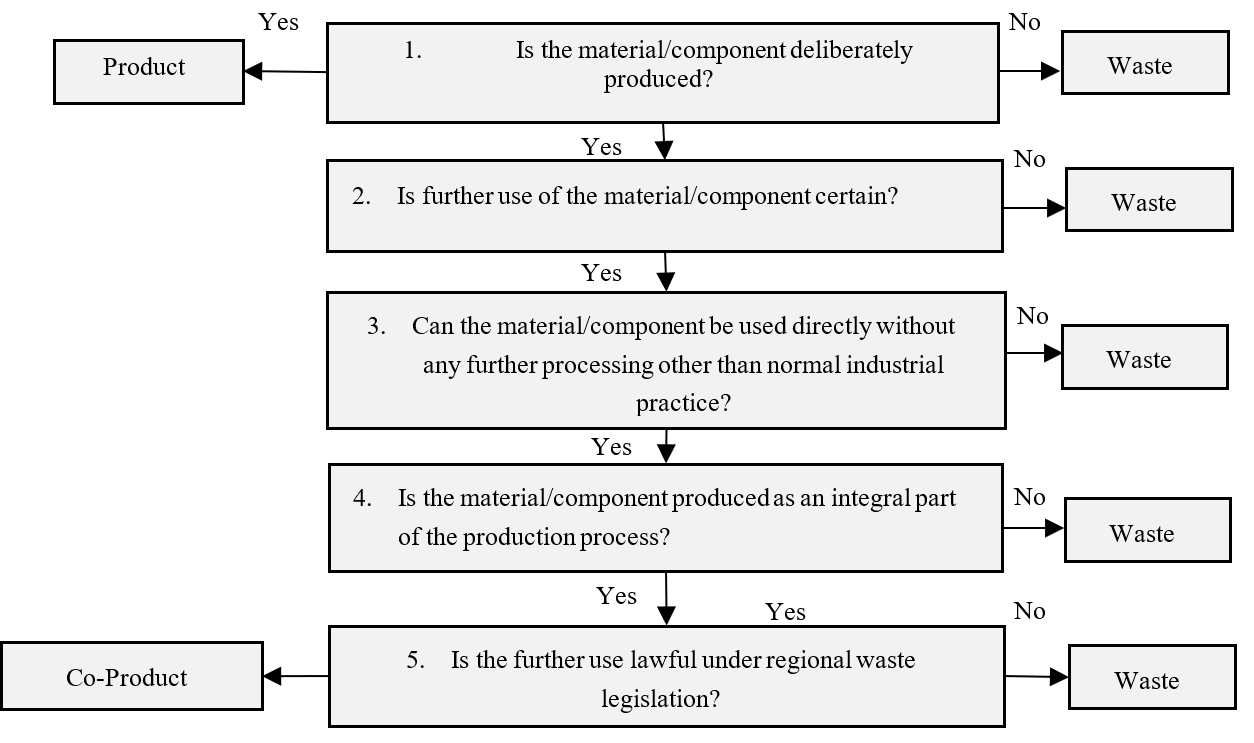 Yes
No
Product
1. Is the material/component deliberately
produced?
Waste
Yes
No
2. Is further use of the material/component certain?
Waste
Yes
No
3. Can the material/component be used directly without
any further processing other than normal industrial
practice?
Waste
Yes
No
4. Is the material/component produced as an integral part
of the production process?
Waste
Yes
Yes
No
Co-Product
5. Is the further use lawful under regional waste
legislation?
Waste